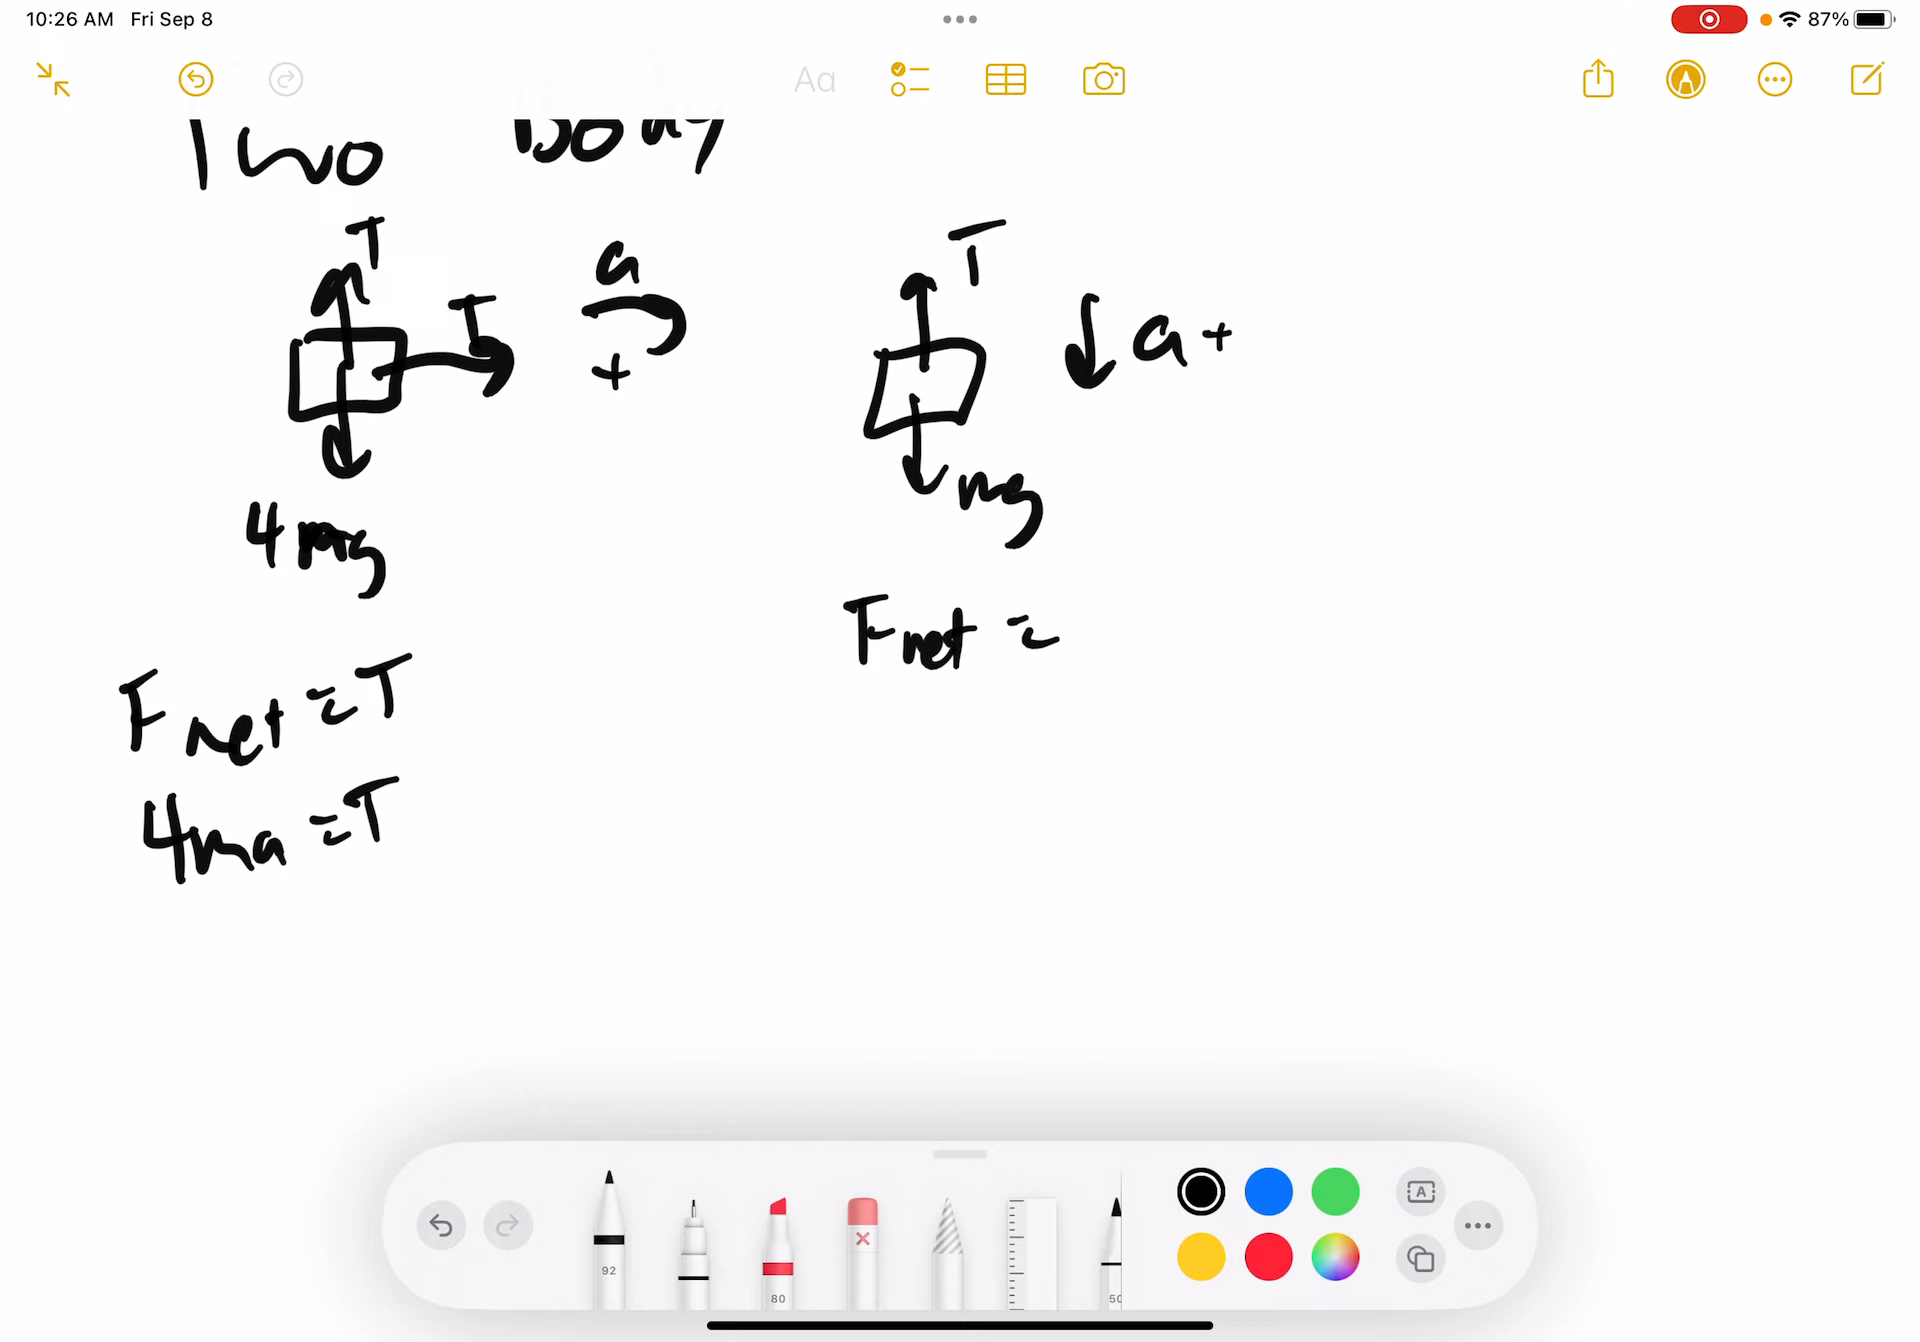 10:26 AM Fri Sep 8
87%
Aa
Two Body
T
T
a
+
4mg
T
a +
mg
Fnet = T
4ma = T
Fnet =
92
80
50
A